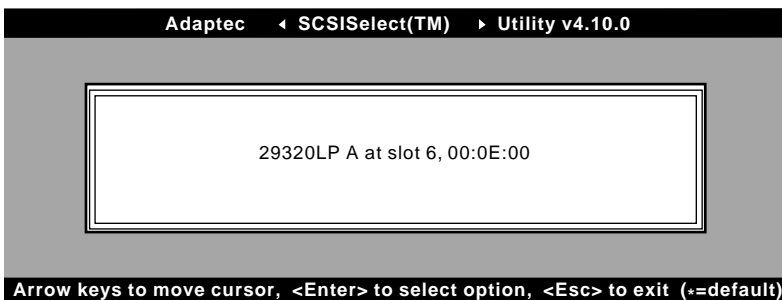 Adaptec ◂ SCSISelect(TM) ▸ Utility v4.10.0
29320LP A at slot 6, 00:0E:00
Arrow keys to move cursor, <Enter> to select option, <Esc> to exit (*=default)